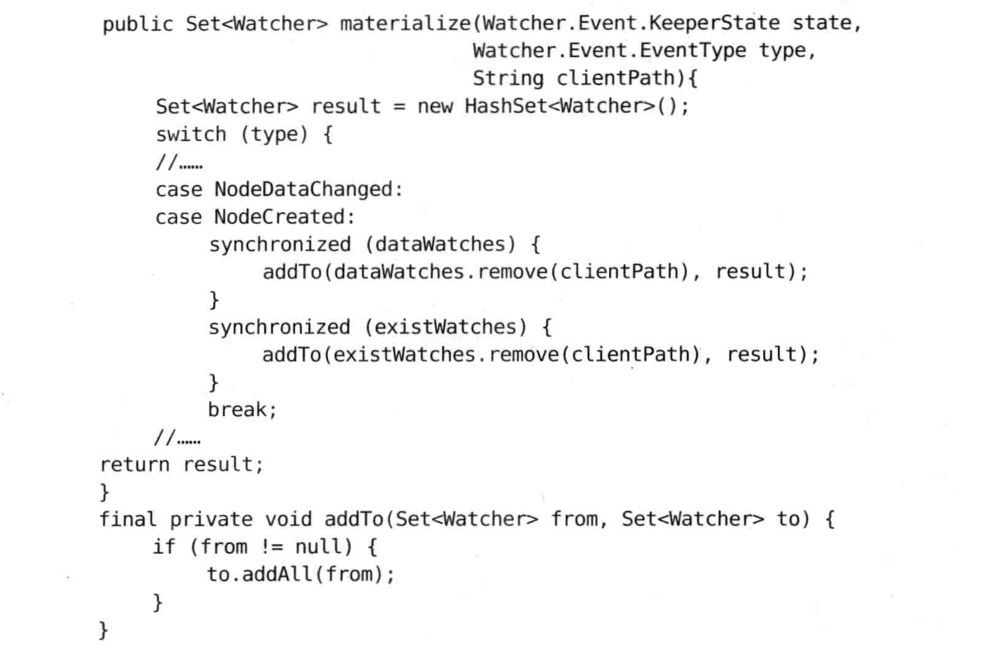 public Set<Watcher> materialize(Watcher.Event.KeeperState state,
Watcher.Event.EventType type,
String clientPath){
Set<Watcher> result = new HashSet<Watcher>();
switch (type) {
//……
case NodeDataChanged:
case NodeCreated:
synchronized (dataWatches) {
addTo(dataWatches.remove(clientPath), result);
}
synchronized (existWatches) {
addTo(existWatches.remove(clientPath), result);
}
break;
//……
return result;
}
final private void addTo(Set<Watcher> from, Set<Watcher> to) {
if (from != null) {
to.addAll(from);
}
}